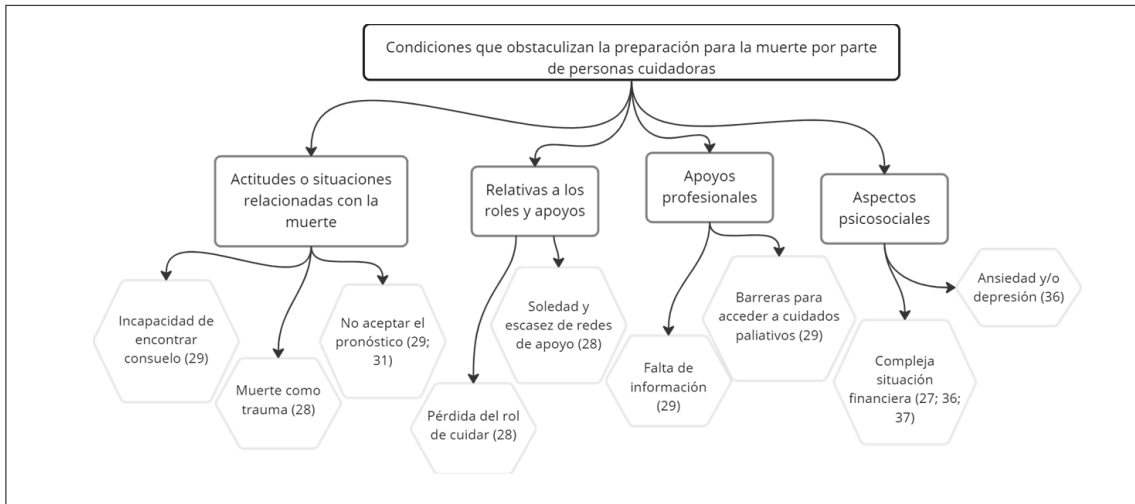 Condiciones que obstaculizan la preparación para la muerte por parte
de personas cuidadoras
Actitudes o situaciones
relacionadas con la
muerte
Relativas a los
roles y apoyos
Apoyos
profesionales
Aspectos
psicosociales
Incapacidad de
encontrar
consuelo (29)
Muerte como
trauma (28)
No aceptar el
pronóstico (29;
31)
Pérdida del rol
de cuidar (28)
Soledad y
escasez de redes
de apoyo (28)
Falta de
información
(29)
Barreras para
acceder a cuidados
paliativos (29)
Compleja
situación
financiera (27; 36;
37)
Ansiedad y/o
depresión (36)